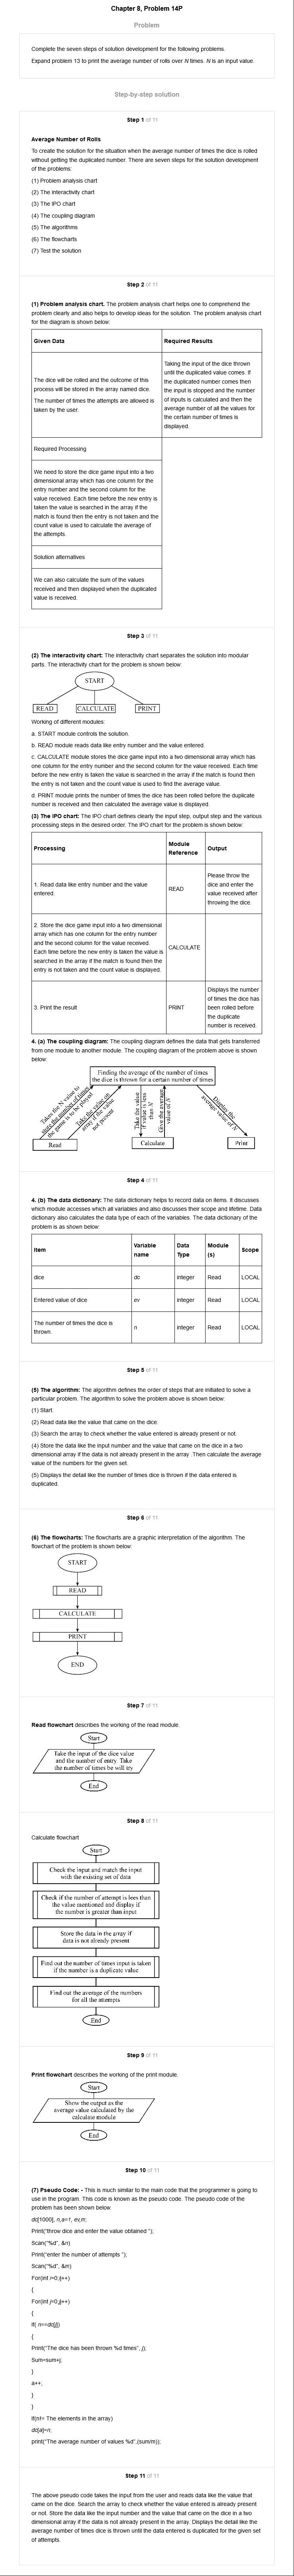 Chapter 8, Problem 14P
Problem
Complete the seven steps of solution development for the following problems.
Expand problem 13 to print the average number of rolls over N times. N is an input value.
Step-by-step solution
Step 1 of 11
Average Number of Rolls
To create the solution for the situation when the average number of times the dice is rolled
without getting the duplicated number. There are seven steps for the solution development
of the problems:
(1) Problem analysis chart
(2) The interactivity chart
(3) The IPO chart
(4) The coupling diagram
(5) The algorithms
(6) The flowcharts
(7) Test the solution
Step 2 of 11
(1) Problem analysis chart. The problem analysis chart helps one to comprehend the
problem clearly and also helps to develop ideas for the solution. The problem analysis chart
for the diagram is shown below:
Given Data
Required Results
The dice will be rolled and the outcome of this
process will be stored in the array named dice.
The number of times the attempts are allowed is
taken by the user.
Taking the input of the dice thrown
until the duplicated value comes. If
the duplicated number comes then
the input is stopped and the number
of inputs is calculated and then the
average number of all the values for
the certain number of times is
displayed.
Required Processing
We need to store the dice game input into a two
dimensional array which has one column for the
entry number and the second column for the
value received. Each time before the new entry is
taken the value is searched in the array if the
match is found then the entry is not taken and the
count value is used to calculate the average of
the attempts.
Solution alternatives
We can also calculate the sum of the values
received and then displayed when the duplicated
value is received.
Step 3 of 11
(2) The interactivity chart: The interactivity chart separates the solution into modular
parts. The interactivity chart for the problem is shown below:
START
READ
CALCULATE
PRINT
Working of different modules:
a. START module controls the solution.
b. READ module reads data like entry number and the value entered.
c. CALCULATE module stores the dice game input into a two dimensional array which has
one column for the entry number and the second column for the value received. Each time
before the new entry is taken the value is searched in the array if the match is found then
the entry is not taken and the count value is used to find the average value.
d. PRINT module prints the number of times the dice has been rolled before the duplicate
number is received and then calculated the average value is displayed.
(3) The IPO chart: The IPO chart defines clearly the input step, output step and the various
processing steps in the desired order. The IPO chart for the problem is shown below:
Processing
Module
Reference
Output
1. Read data like entry number and the value
entered.
READ
Please throw the
dice and enter the
value received after
throwing the dice.
2. Store the dice game input into a two dimensional
array which has one column for the entry number
and the second column for the value received.
Each time before the new entry is taken the value is
searched in the array if the match is found then the
entry is not taken and the count value is displayed.
CALCULATE
3. Print the result
PRINT
Displays the number
of times the dice has
been rolled before
the duplicate
number is received.
4. (a) The coupling diagram: The coupling defines the data that gets transferred
from one module to another module. The coupling diagram of the problem above is shown
below:
Finding the average of the number of times
the dice is thrown for a certain number of times
Takes the N value to
store the number of times
the game will be played
Take the value on
array if the value
not present
Take the value
if value is less
than N
Give the average
value of N
Display the
average value of N
Read
Calculate
Print
Step 4 of 11
4. (b) The data dictionary: The data dictionary helps to record data on items. It discusses
which module accesses which all variables and also discusses their scope and lifetime. Data
dictionary also calculates the data type of each of the variables. The data dictionary of the
problem is as shown below:
Item
Variable
name
Data
Type
Module
(s)
Scope
dice
dc
integer
Read
LOCAL
Entered value of dice
ev
integer
Read
LOCAL
The number of times the dice is
thrown.
n
integer
Read
LOCAL
Step 5 of 11
(5) The algorithm: The algorithm defines the order of steps that are initiated to solve a
particular problem. The algorithm to solve the problem above is shown below:
(1) Start.
(2) Read data like the value that came on the dice.
(3) Search the array to check whether the value entered is already present or not.
(4) Store the data like the input number and the value that came on the dice in a two
dimensional array if the data is not already present in the array. Then calculate the average
value of the numbers for the given set.
(5) Displays the detail like the number of times dice is thrown if the data entered is
duplicated.
Step 6 of 11
(6) The flowcharts: The flowcharts are a graphic interpretation of the algorithm. The
flowchart of the problem is shown below:
START
READ
CALCULATE
PRINT
END
Step 7 of 11
Read flowchart describes the working of the read module.
Start
Take the input of the dice value
and the number of entry. Take
the number of times he will try
End
Step 8 of 11
Calculate flowchart
Start
Check the input and match the input
with the existing set of data
Check if the number of attempt is lees than
the value mentioned and display if
the number is greater than input
Store the data in the array if
data is not already present
Find out the number of times input is taken
if the number is a duplicate value
Find out the average of the numbers
for all the attempts
End
Step 9 of 11
Print flowchart describes the working of the print module.
Start
Show the output as the
average value calculated by the
calculate module
End
Step 10 of 11
(7) Pseudo Code: - This is much similar to the main code that the programmer is going to
use in the program. This code is known as the pseudo code. The pseudo code of the
problem has been shown below.
dc[1000], n,a=1, ev,m;
Print("throw dice and enter the value obtained ");
Scan("%d", &n)
Print("enter the number of attempts ");
Scan("%d", &m)
For(int i=0;i++)
{
For(int j=0;j++)
{
If( n==dc[j])
{
Print("The dice has been thrown %d times", j);
Sum=sum+j;
}
a++;
}
}
If(n!= The elements in the array)
dc[a]=n;
print("The average number of values %d",(sum/m));
Step 11 of 11
The above pseudo code takes the input from the user and reads data like the value that
came on the dice. Search the array to check whether the value entered is already present
or not. Store the data like the input number and the value that came on the dice in a two
dimensional array if the data is not already present in the array. Displays the detail like the
average number of times dice is thrown until the data entered is duplicated for the given set
of attempts.